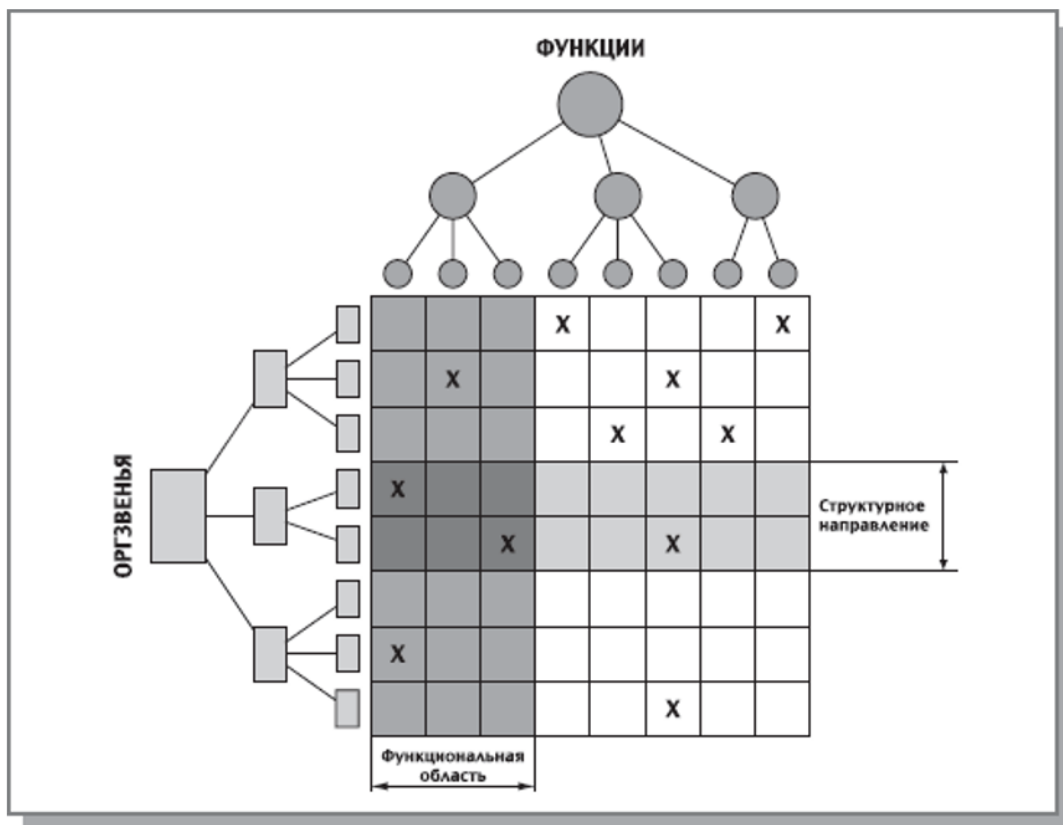 ФУНКЦИИ
X X
X X
X X
X
ОРГЗВЕНЬЯ
Структурное
направление
X X
X
X
Функциональная
область